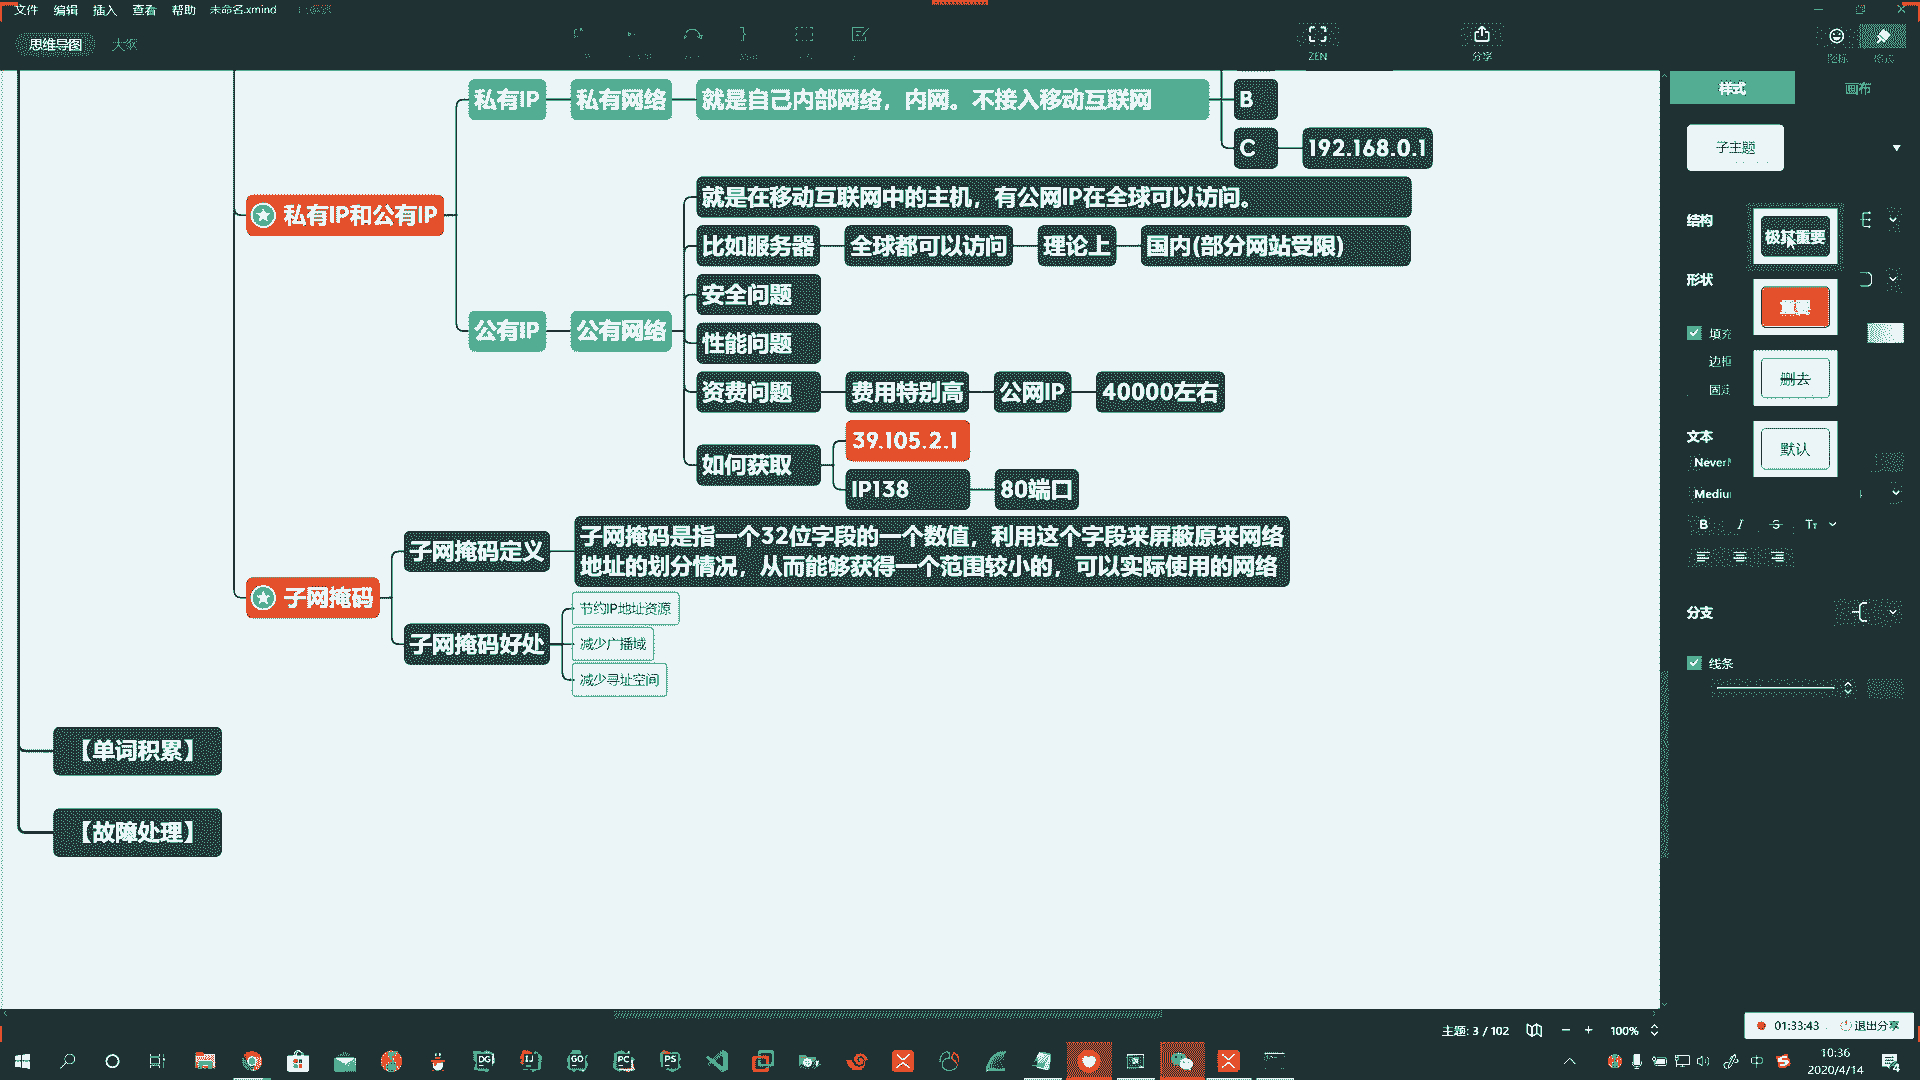 文件 编辑 插入 查看 帮助 未命名.xmind
思维导图 大纲
ZEN
分享
私有IP 私有网络 就是自己内部网络，内网。不接入移动互联网
B
C 192.168.0.1
私有IP和公有IP
公有IP 公有网络
就是在移动互联网中的主机，有公网IP在全球可以访问。
比如服务器 全球都可以访问 理论上 国内(部分网站受限)
安全问题
性能问题
资费问题 费用特别高 公网IP 40000左右
如何获取
39.105.2.1
IP138 80端口
子网掩码
子网掩码定义
子网掩码是指一个32位字段的一个数值，利用这个字段来屏蔽原来网络
地址的划分情况，从而能够获得一个范围较小的，可以实际使用的网络
子网掩码好处
节约IP地址资源
减少广播域
减少寻址空间
【单词积累】
【故障处理】
样式 画布
子主题
结构
极其重要
形状
重要
填充
边框
删去
文本
默认
B I S Tт
分支
线条
主题: 3 / 102
100%
01:33:43 退出分享
DG IJ GO PC PS
中
10:36
2020/4/14